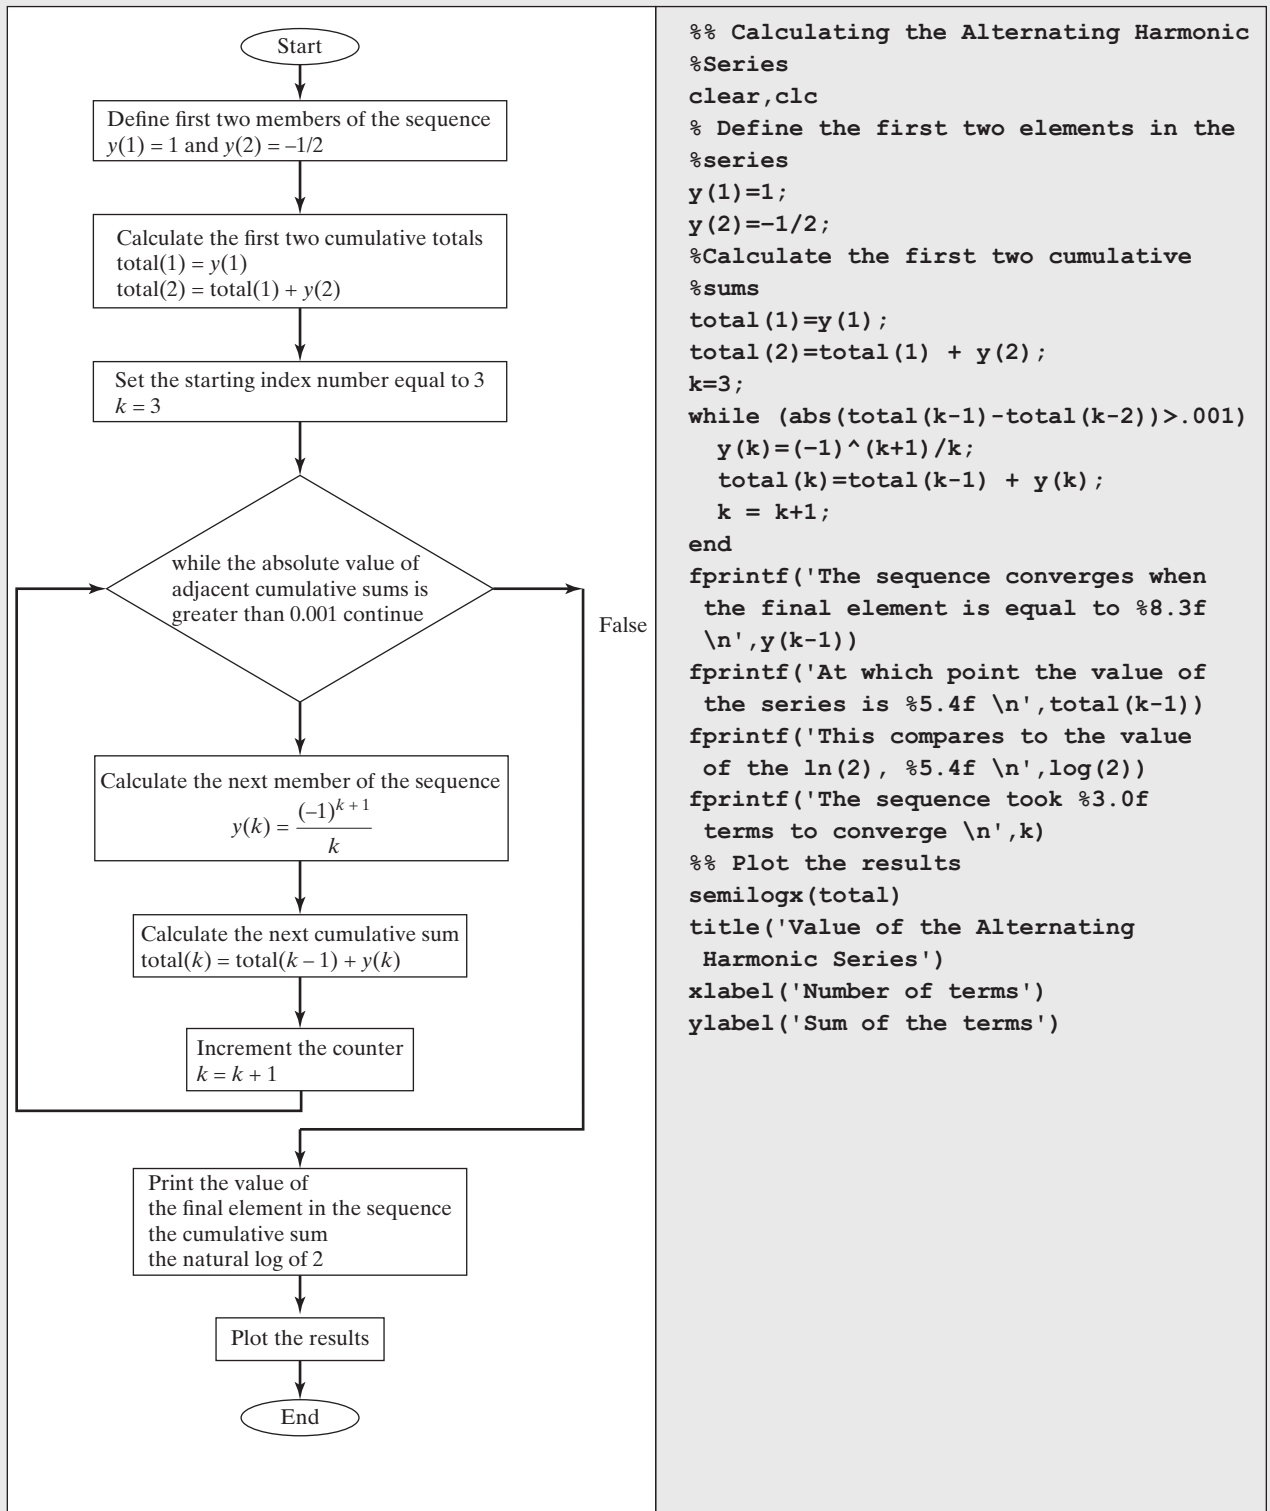 Start
Define first two members of the sequence
y(1) = 1 and y(2) = –1/2
Calculate the first two cumulative totals
total(1) = y(1)
total(2) = total(1) + y(2)
Set the starting index number equal to 3
k = 3
while the absolute value of
adjacent cumulative sums is
greater than 0.001 continue
False
Calculate the next member of the sequence
y(k) = (–1)^{k + 1} / k
Calculate the next cumulative sum
total(k) = total(k – 1) + y(k)
Increment the counter
k = k + 1
Print the value of
the final element in the sequence
the cumulative sum
the natural log of 2
Plot the results
End
%% Calculating the Alternating Harmonic
%Series
clear,clc
% Define the first two elements in the
%series
y(1)=1;
y(2)=–1/2;
%Calculate the first two cumulative
%sums
total(1)=y(1);
total(2)=total(1) + y(2);
k=3;
while (abs(total(k-1)-total(k-2))>.001)
y(k)=(–1)^(k+1)/k;
total(k)=total(k-1) + y(k);
k = k+1;
end
fprintf('The sequence converges when
the final element is equal to %8.3f
\n',y(k-1))
fprintf('At which point the value of
the series is %5.4f \n',total(k-1))
fprintf('This compares to the value
of the ln(2), %5.4f \n',log(2))
fprintf('The sequence took %3.0f
terms to converge \n',k)
%% Plot the results
semilogx(total)
title('Value of the Alternating
Harmonic Series')
xlabel('Number of terms')
ylabel('Sum of the terms')